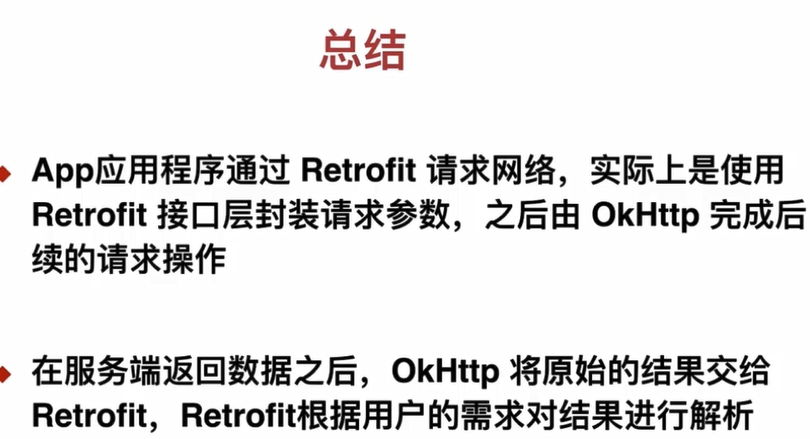 总结
App应用程序通过 Retrofit 请求网络，实际上是使用
Retrofit 接口层封装请求参数，之后由 OkHttp 完成后
续的请求操作
在服务端返回数据之后，OkHttp 将原始的结果交给
Retrofit，Retrofit根据用户的需求对结果进行解析